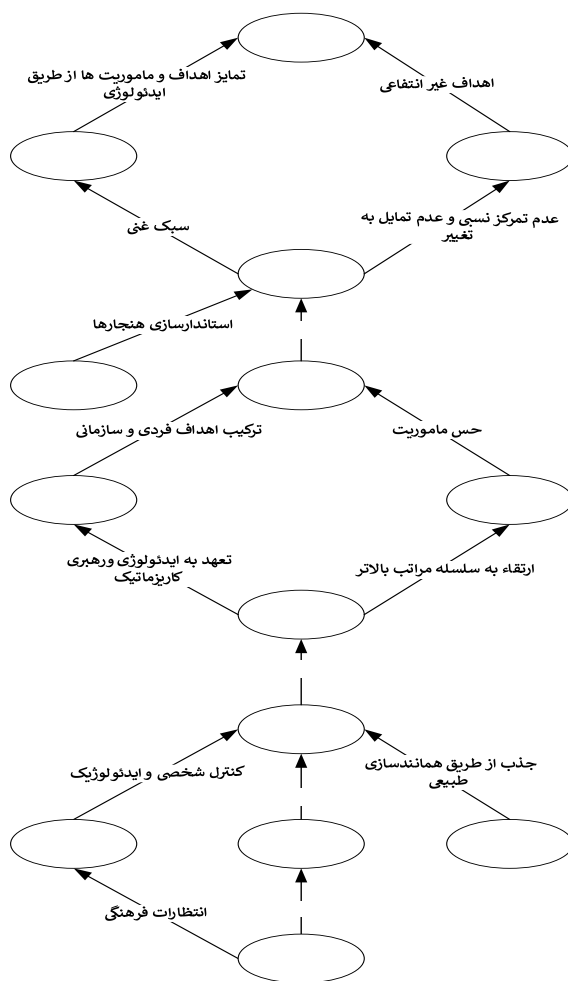 تمایز اهداف و ماموریت ها از طریق
ایدئولوژی
اهداف غیر انتفاعی
سبک غنی
عدم تمرکز نسبی و عدم تمایل به
تغییر
استاندارسازی هنجارها
ترکیب اهداف فردی و سازمانی
حس ماموریت
تعهد به ایدئولوژی ورهبری
کاریزماتیک
ارتقاء به سلسله مراتب بالاتر
کنترل شخصی و ایدئولوژیک
جذب از طریق همانندسازی
طبیعی
انتظارات فرهنگی